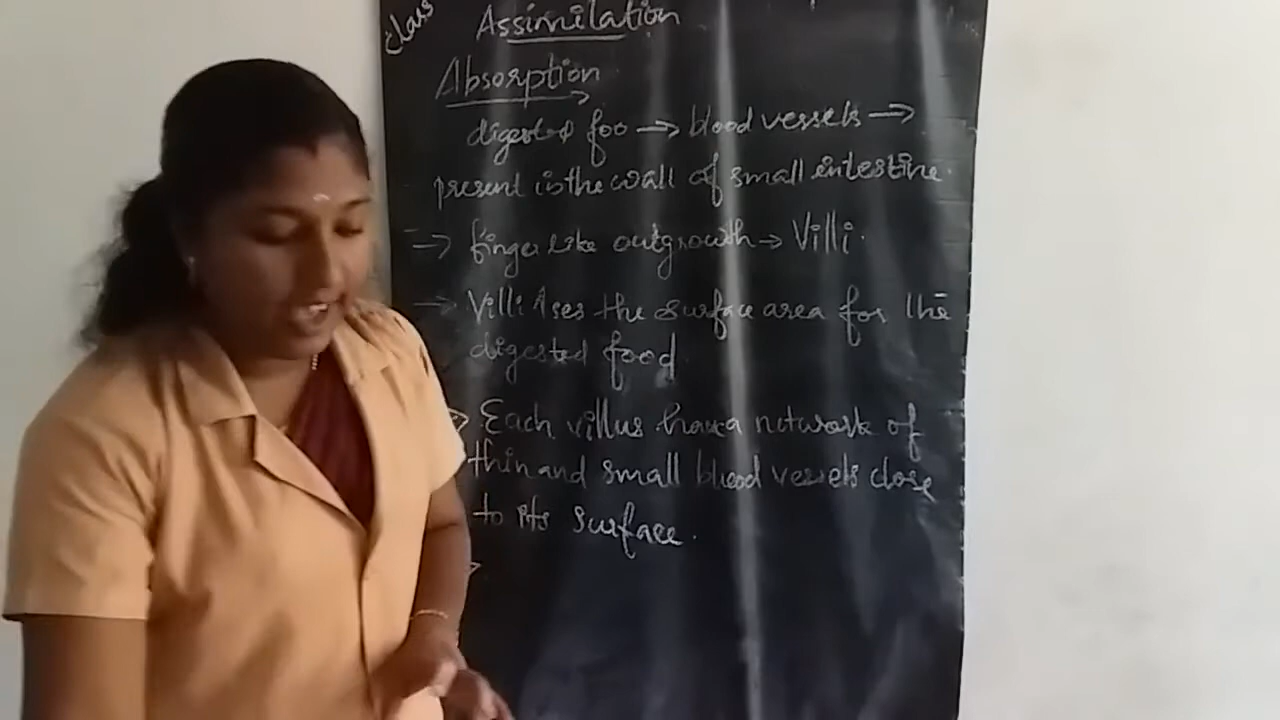 class
Assimilation
Absorption
digested foo → blood vessels →
present in the wall of small intestine.
→ finger like outgrowth → Villi.
→ Villi ↑ses the surface area for the
digested food
Each villus have a network of
thin and small blood vessels close
to its surface.